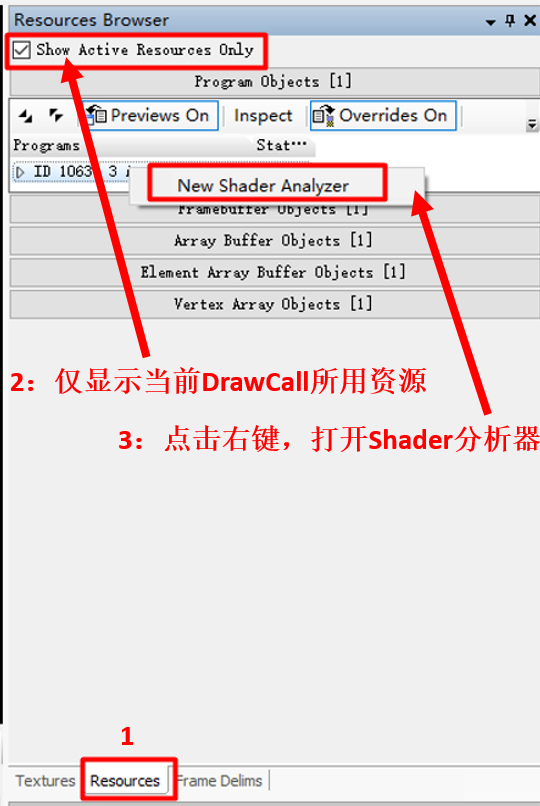 Resources Browser
Show Active Resources Only
Program Objects [1]
Previews On Inspect Overrides On
Programs Stat...
ID 1063 3
New Shader Analyzer
Framebuffer Objects [1]
Array Buffer Objects [1]
Element Array Buffer Objects [1]
Vertex Array Objects [1]
2：仅显示当前DrawCall所用资源
3：点击右键，打开Shader分析器
1
Textures Resources Frame Delims